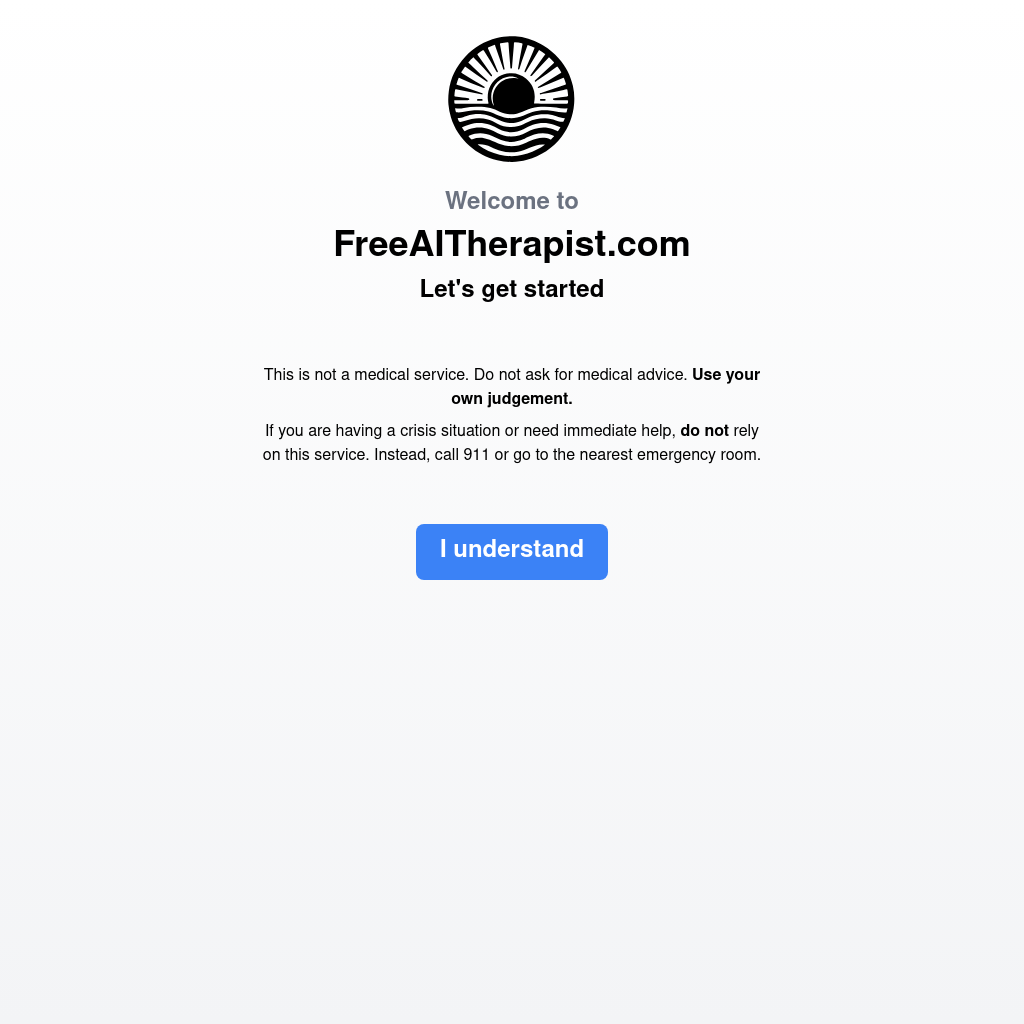 Welcome to
FreeAITherapist.com
Let's get started
This is not a medical service. Do not ask for medical advice. Use your
own judgement.
If you are having a crisis situation or need immediate help, do not rely
on this service. Instead, call 911 or go to the nearest emergency room.
I understand